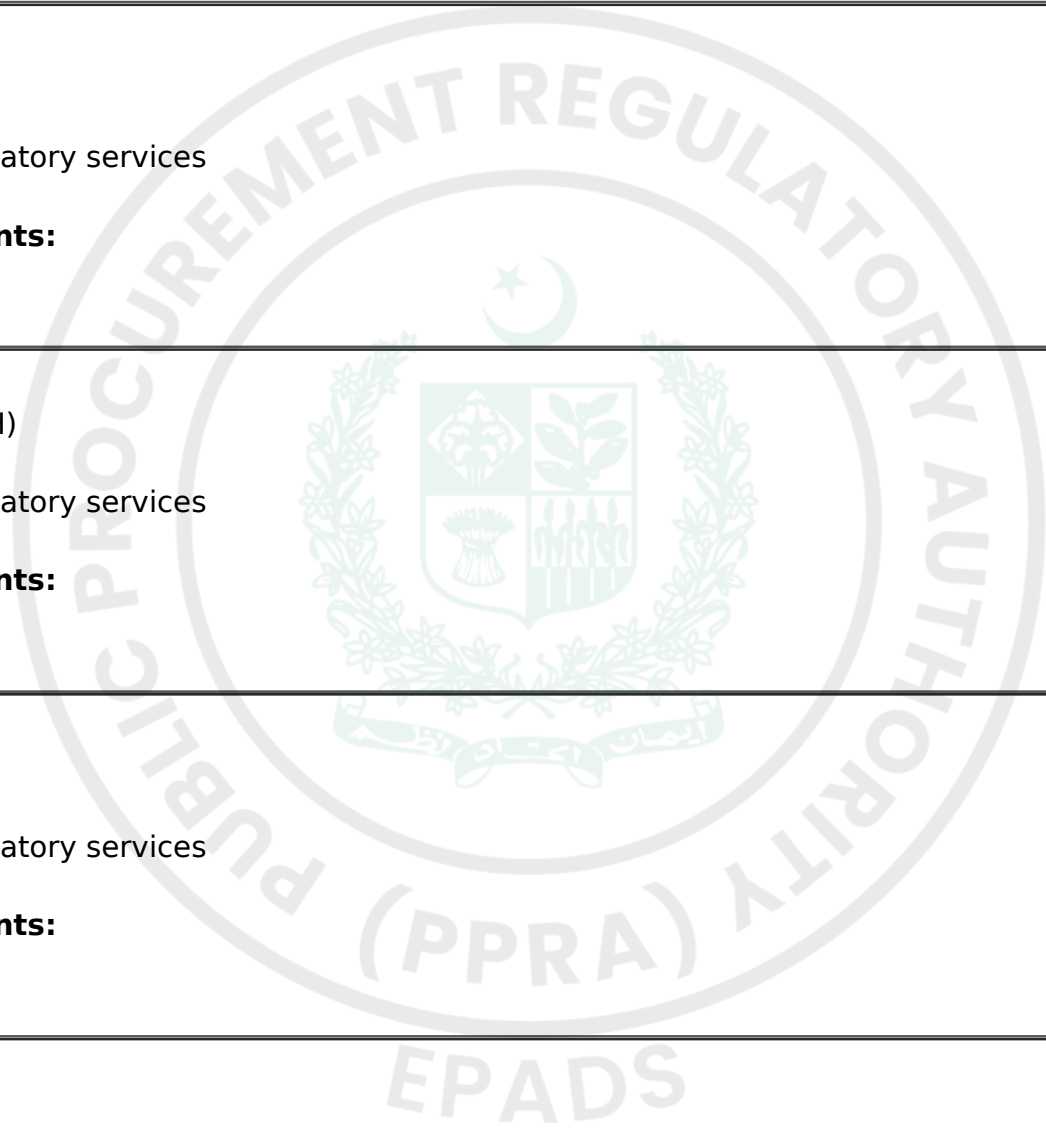 PUBLIC PROCUREMENT REGULATORY AUTHORITY
atory services
nts:
)
atory services
nts:
atory services
nts:
(PPRA)
EPADS